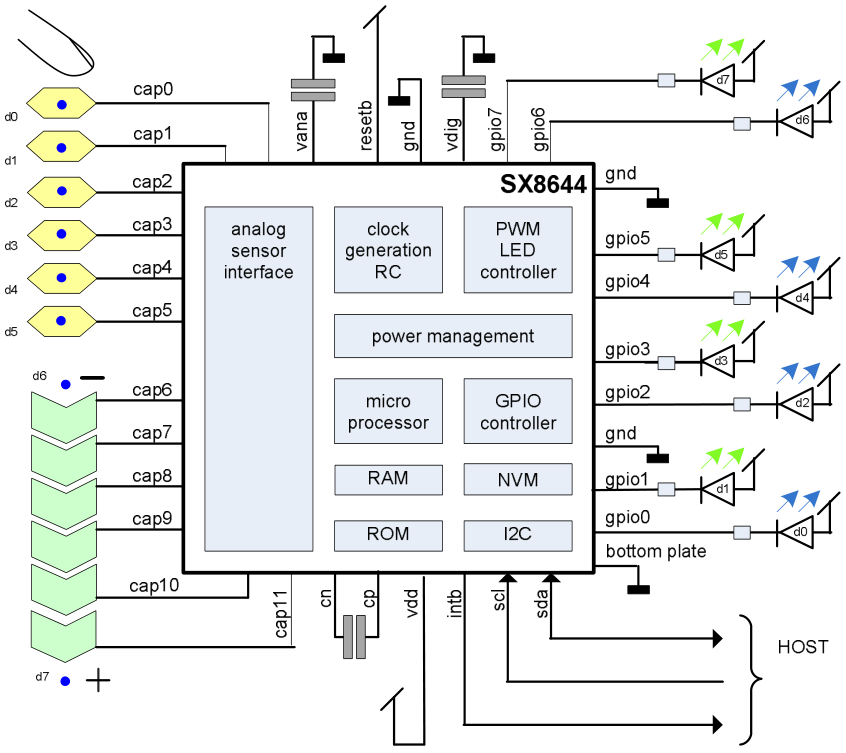 cap0
d0
cap1
d1
cap2
d2
cap3
d3
cap4
d4
cap5
d5
d6
−
cap6
cap7
cap8
cap9
cap10
cap11
d7
+
vana
resetb
gnd
vdig
gpio7
gpio6
d7
d6
SX8644
analog
sensor
interface
clock
generation
RC
PWM
LED
controller
power management
micro
processor
GPIO
controller
RAM
NVM
ROM
I2C
gnd
gpio5
d5
gpio4
d4
gpio3
d3
gpio2
d2
gnd
gpio1
d1
gpio0
d0
bottom plate
cn
cp
vdd
intb
scl
sda
HOST